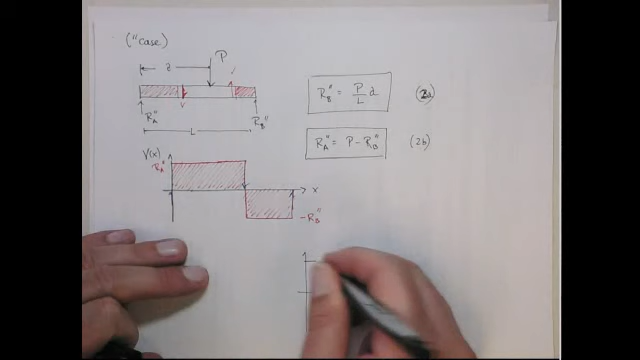 (" case)
P
z
V
R_A"
R_B"
L
R_B" = P/L z
(2a)
R_A" = P - R_B"
(2b)
V(x)
R_A"
x
-R_B"